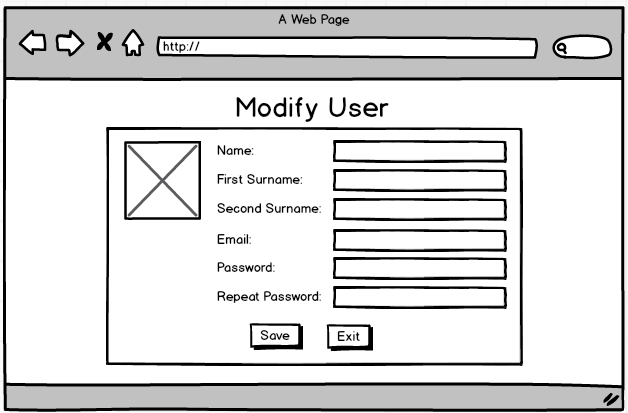 A Web Page
http://
Modify User
Name:
First Surname:
Second Surname:
Email:
Password:
Repeat Password:
Save Exit